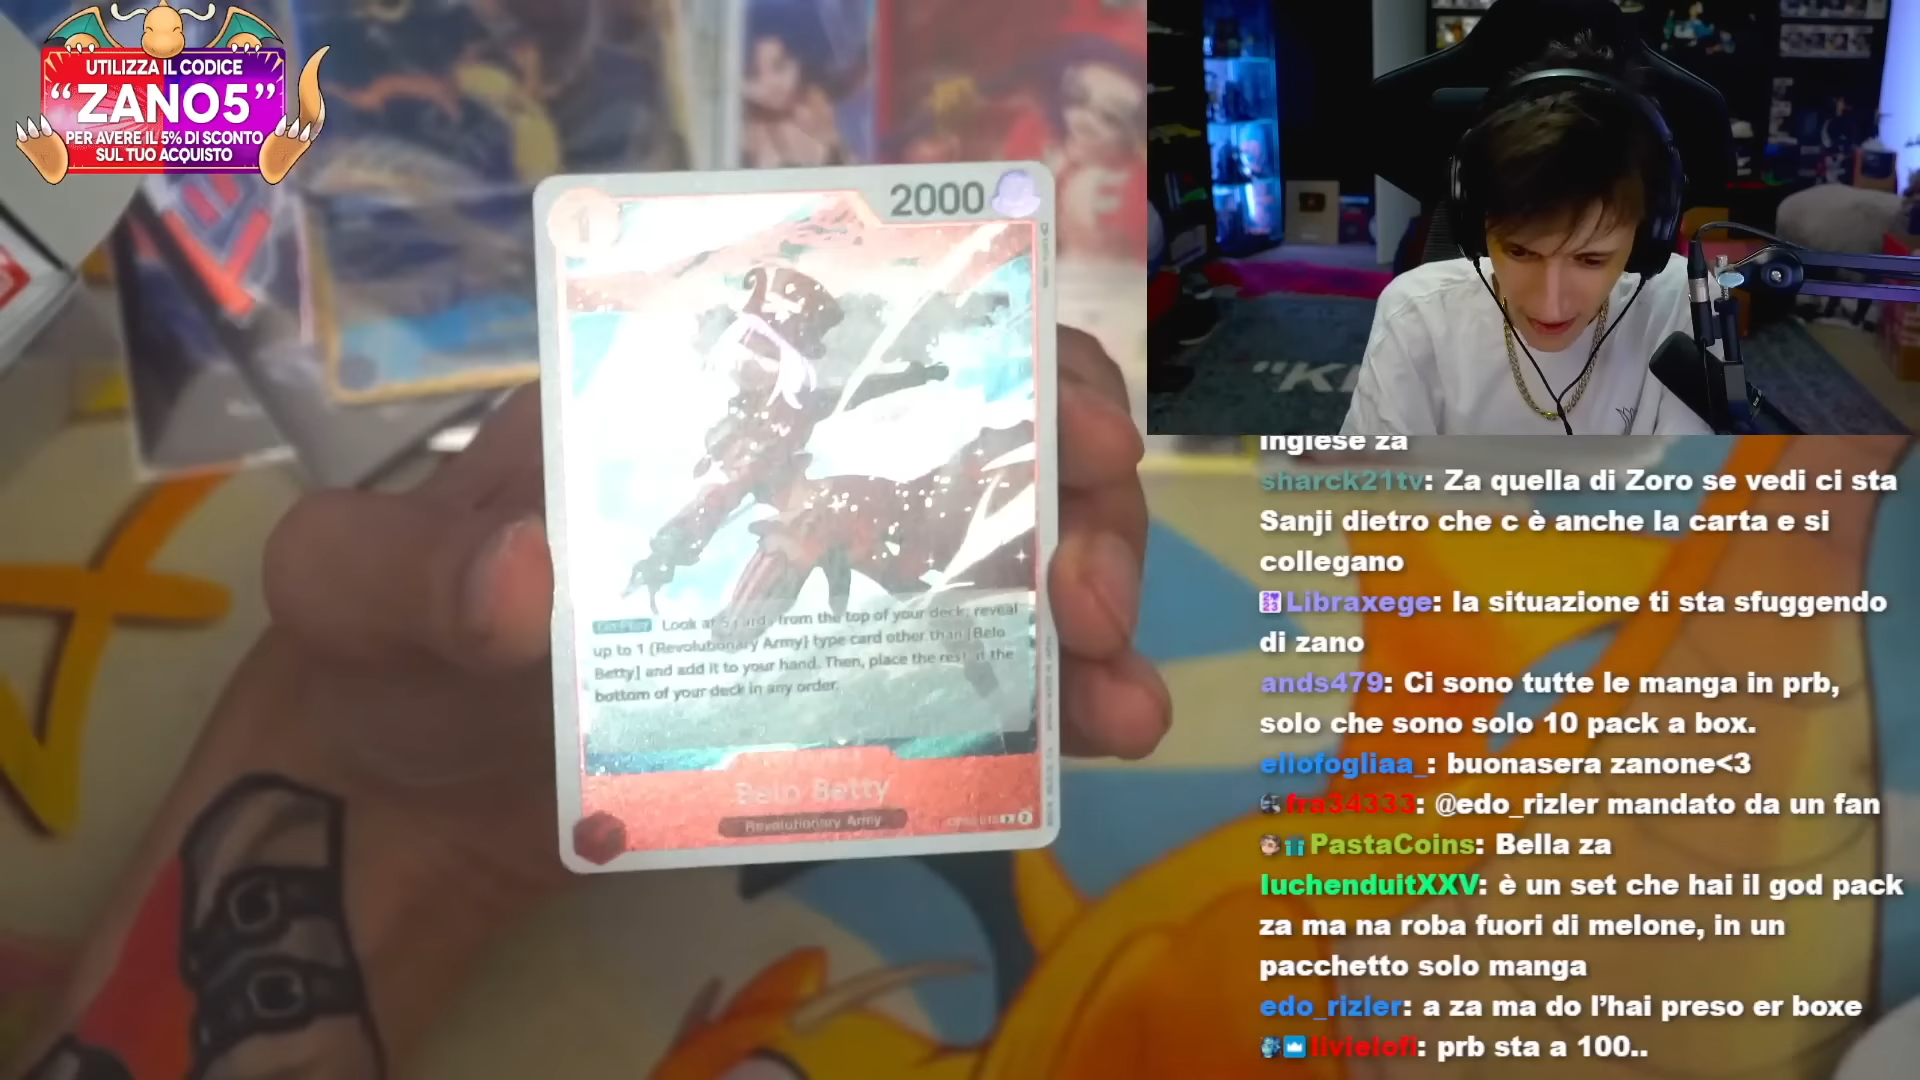 UTILIZZA IL CODICE
“ZANO5”
PER AVERE IL 5% DI SCONTO
SUL TUO ACQUISTO
1
2000
Look at 5 cards from the top of your deck; reveal
up to 1 {Revolutionary Army} type card other than [Belo
Betty] and add it to your hand. Then, place the rest at the
bottom of your deck in any order.
Belo Betty
Revolutionary Army
inglese za
sharck21tv: Za quella di Zoro se vedi ci sta
Sanji dietro che c è anche la carta e si
collegano
Libraxege: la situazione ti sta sfuggendo
di zano
ands479: Ci sono tutte le manga in prb,
solo che sono solo 10 pack a box.
ellofogliaa_: buonasera zanone<3
fra34333: @edo_rizler mandato da un fan
PastaCoins: Bella za
luchenduitXXV: è un set che hai il god pack
za ma na roba fuori di melone, in un
pacchetto solo manga
edo_rizler: a za ma do l’hai preso er boxe
livielofi: prb sta a 100..